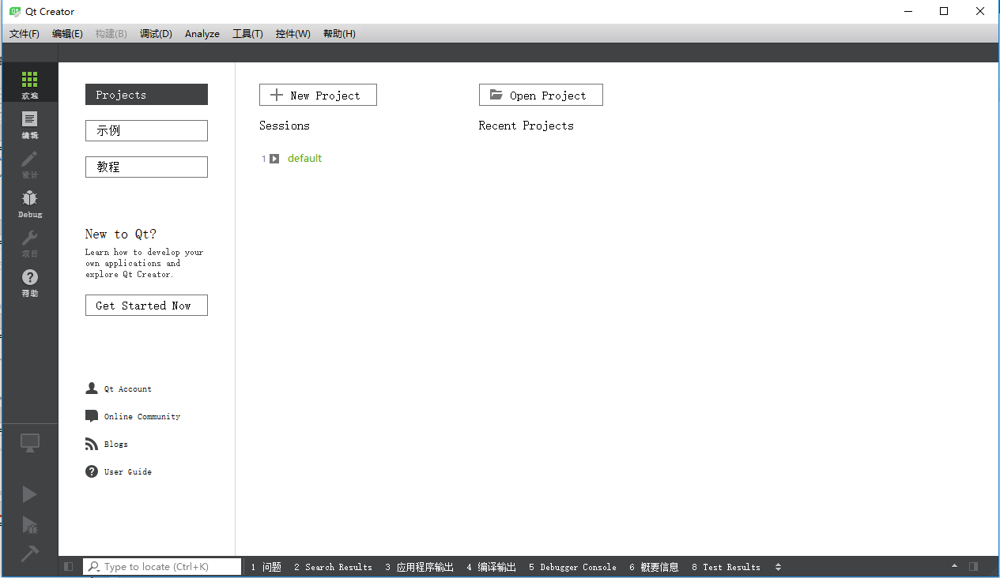 Qt Creator
文件(F) 编辑(E) 构建(B) 调试(D) Analyze 工具(T) 控件(W) 帮助(H)
欢迎
编辑
设计
Debug
项目
帮助
Projects
示例
教程
New to Qt?
Learn how to develop your
own applications and
explore Qt Creator.
Get Started Now
Qt Account
Online Community
Blogs
User Guide
New Project
Open Project
Sessions
Recent Projects
1 default
Type to locate (Ctrl+K) 1 问题 2 Search Results 3 应用程序输出 4 编译输出 5 Debugger Console 6 概要信息 8 Test Results